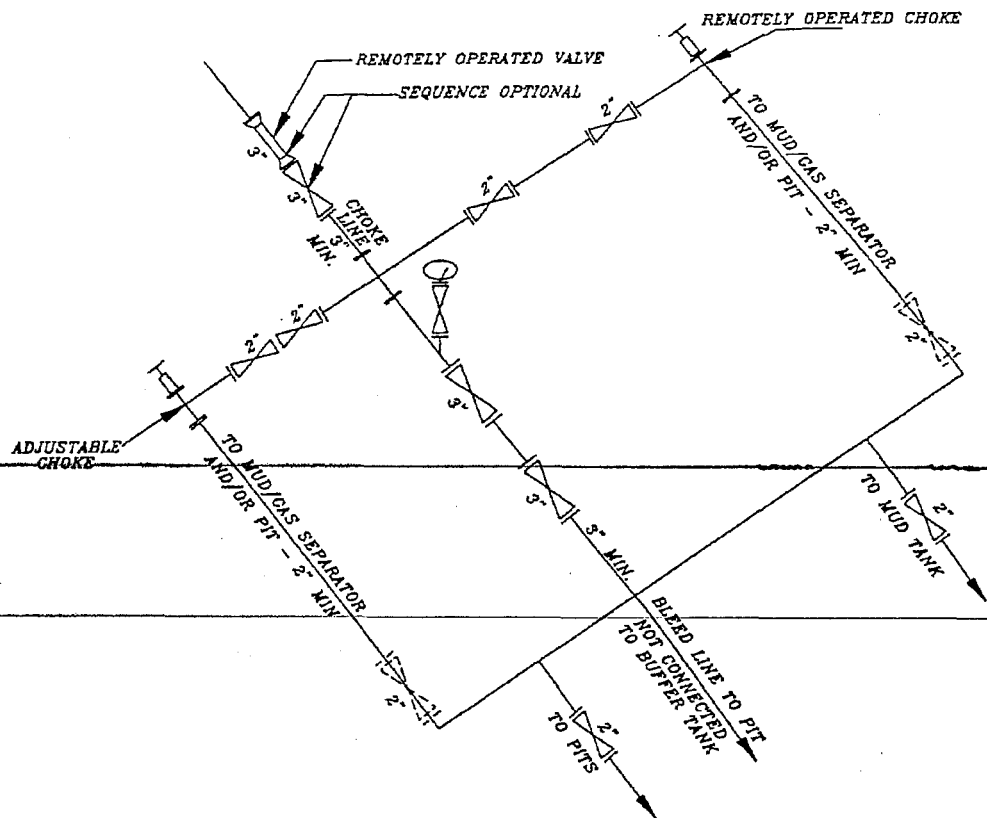 REMOTELY OPERATED CHOKE
REMOTELY OPERATED VALVE
SEQUENCE OPTIONAL
3"
3"
CHOKE
LINE
3"
MIN.
2"
2"
TO MUD/GAS SEPARATOR
AND/OR PIT - 2" MIN
2"
2"
2"
ADJUSTABLE
CHOKE
3"
3"
3" MIN.
TO MUD/GAS SEPARATOR
AND/OR PIT - 2" MIN
2"
2"
TO MUD TANK
BLEED LINE TO PIT
NOT CONNECTED
TO BUFFER TANK
2"
TO PITS